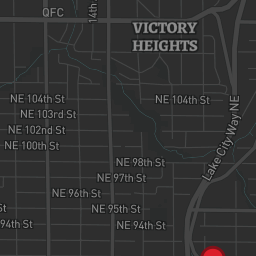 QFC
14th
VICTORY
HEIGHTS
NE 104th St
NE 104th St
NE 103rd St
NE 102nd St
NE 100th St
Lake City Way NE
NE 98th St
NE 97th St
NE 96th St
St
NE 95th St
94th St
NE 94th St